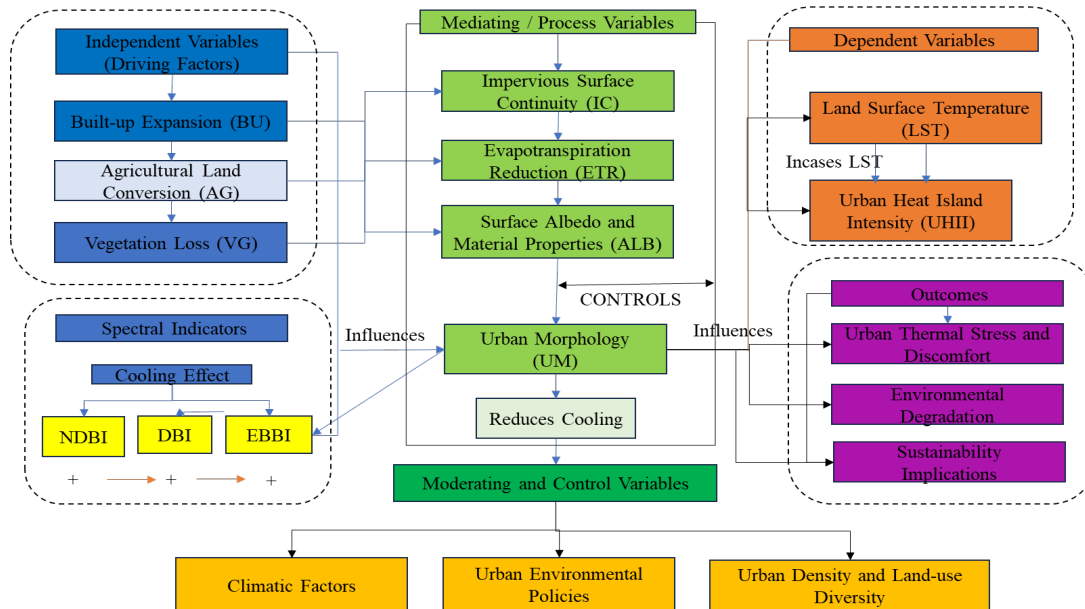 Independent Variables
(Driving Factors)
Built-up Expansion (BU)
Agricultural Land
Conversion (AG)
Vegetation Loss (VG)
Spectral Indicators
Cooling Effect
NDBI
DBI
EBBI
+
+
+
Mediating / Process Variables
Impervious Surface
Continuity (IC)
Evapotranspiration
Reduction (ETR)
Surface Albedo and
Material Properties (ALB)
CONTROLS
Influences
Urban Morphology
(UM)
Influences
Reduces Cooling
Moderating and Control Variables
Dependent Variables
Land Surface Temperature
(LST)
Incases LST
Urban Heat Island
Intensity (UHII)
Outcomes
Urban Thermal Stress and
Discomfort
Environmental
Degradation
Sustainability
Implications
Climatic Factors
Urban Environmental
Policies
Urban Density and Land-use
Diversity